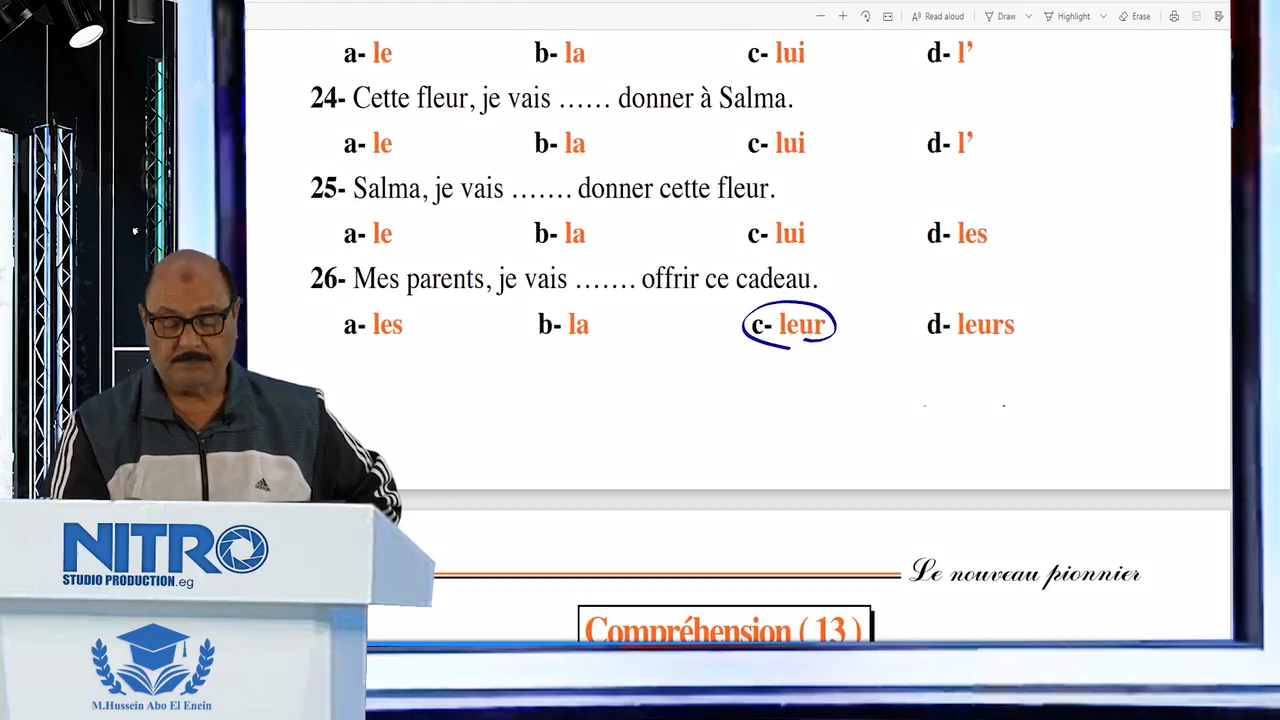 Read aloud Draw Highlight Erase
a- le b- la c- lui d- l’
24- Cette fleur, je vais …… donner à Salma.
a- le b- la c- lui d- l’
25- Salma, je vais ……. donner cette fleur.
a- le b- la c- lui d- les
26- Mes parents, je vais ……. offrir ce cadeau.
a- les b- la c- leur d- leurs
Le nouveau pionnier
Compréhension ( 13 )
NITRO
STUDIO PRODUCTION.eg
M.Hussein Abo El Enein